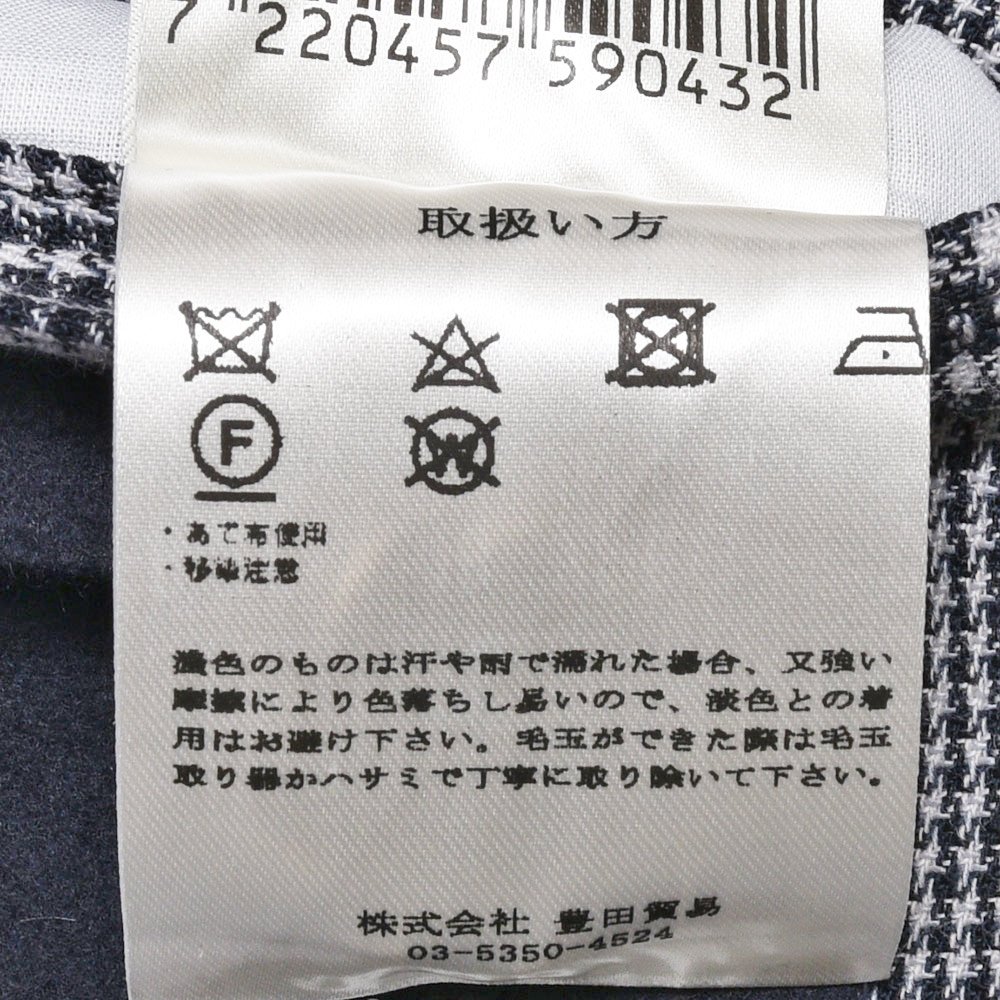 7 220457 590432
取扱い方
F
W
・あて布使用
・移染注意
濃色のものは汗や雨で濡れた場合、又強い
摩擦により色落ちし易いので、淡色との着
用はお避け下さい。毛玉ができた際は毛玉
取り器かハサミで丁寧に取り除いて下さい。
株式会社 豊田貿易
03-5350-4524